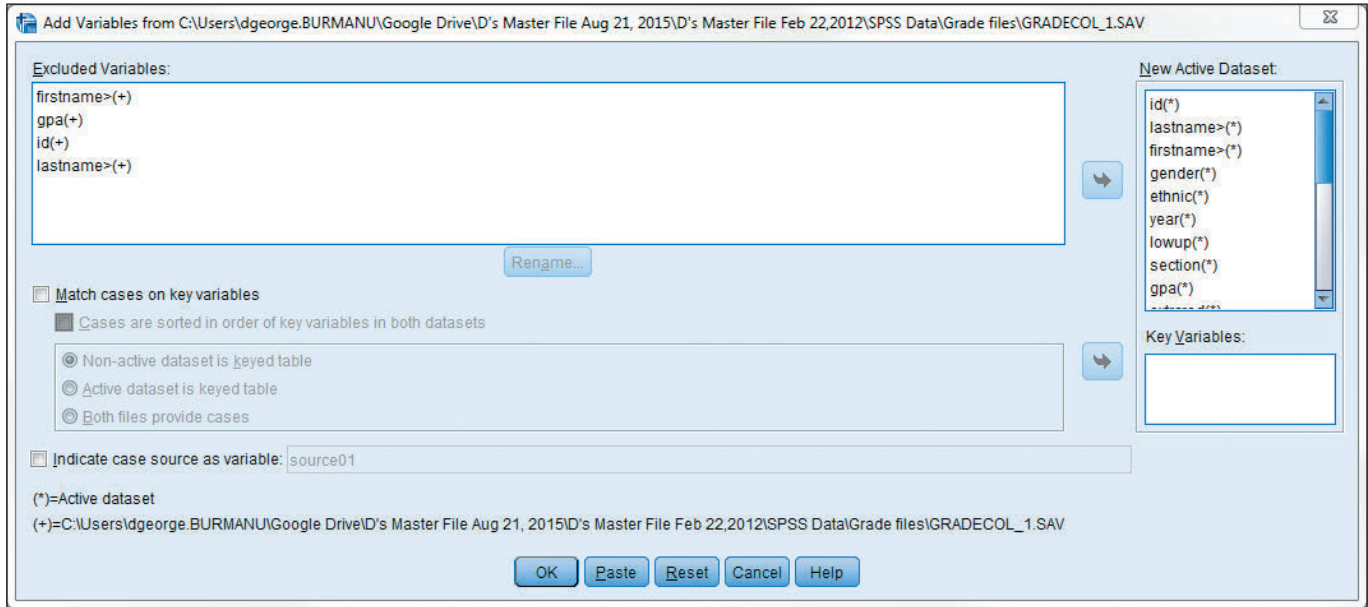 Add Variables from C:\Users\dgeorge.BURMANU\Google Drive\D's Master File Aug 21, 2015\D's Master File Feb 22,2012\SPSS Data\Grade files\GRADECOL_1.SAV
Excluded Variables:
firstname>(+)
gpa(+)
id(+)
lastname>(+)
Rename...
New Active Dataset:
id(*)
lastname>(*)
firstname>(*)
gender(*)
ethnic(*)
year(*)
lowup(*)
section(*)
gpa(*)
Match cases on key variables
Cases are sorted in order of key variables in both datasets
Non-active dataset is keyed table
Active dataset is keyed table
Both files provide cases
Key Variables:
Indicate case source as variable: source01
(*)=Active dataset
(+)=C:\Users\dgeorge.BURMANU\Google Drive\D's Master File Aug 21, 2015\D's Master File Feb 22,2012\SPSS Data\Grade files\GRADECOL_1.SAV
OK Paste Reset Cancel Help